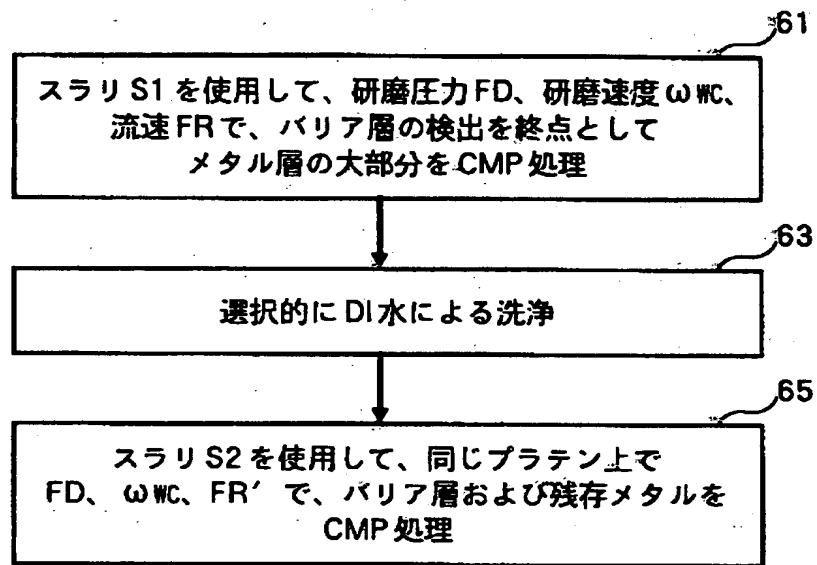 61
スラリS1を使用して、研磨圧力FD、研磨速度ωWC、
流速FRで、バリア層の検出を終点として
メタル層の大部分をCMP処理
63
選択的にDI水による洗浄
65
スラリS2を使用して、同じプラテン上で
FD、ωWC、FR′で、バリア層および残存メタルを
CMP処理